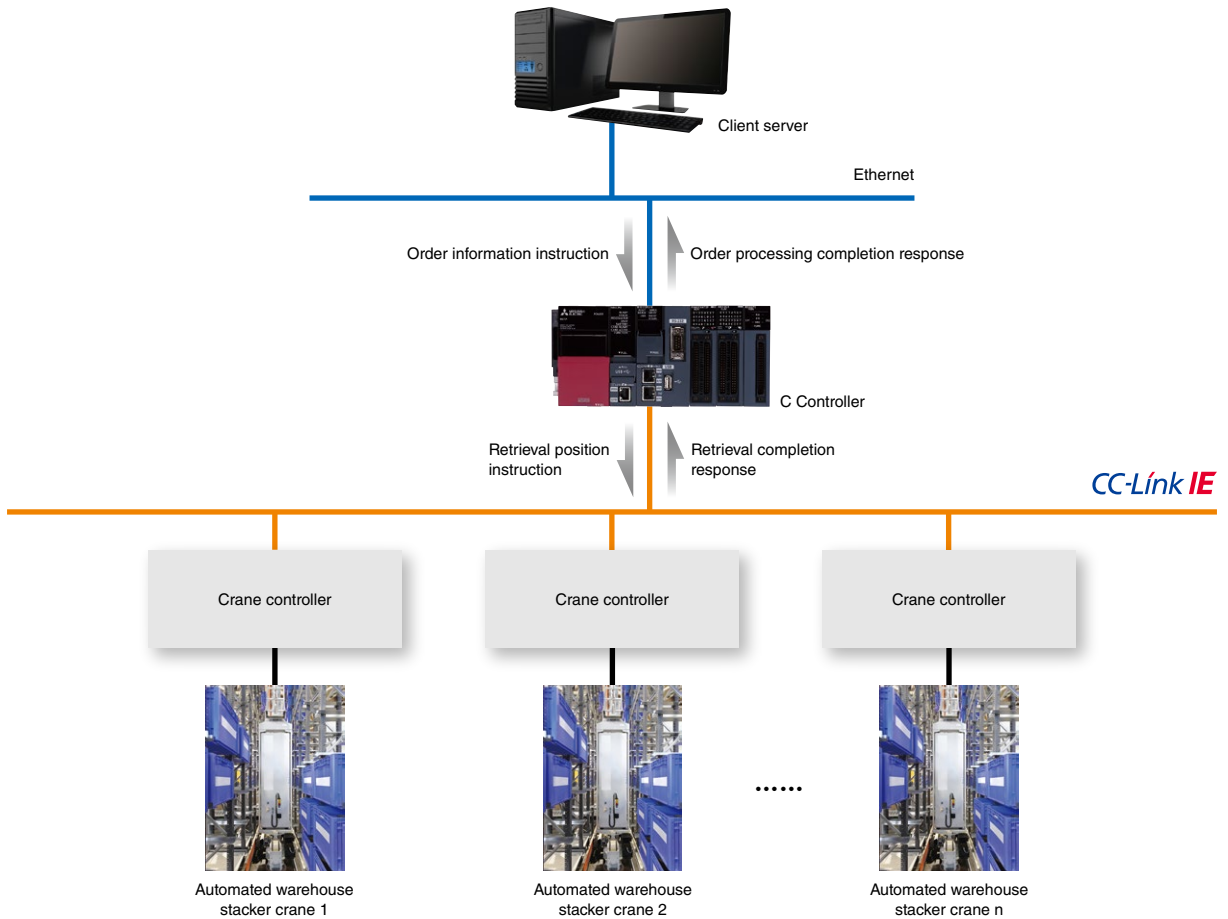 Client server
Ethernet
Order information instruction
Order processing completion response
MITSUBISHI
ELECTRIC
C Controller
Retrieval position
instruction
Retrieval completion
response
CC-Link IE
Crane controller
Crane controller
Crane controller
......
Automated warehouse
stacker crane 1
Automated warehouse
stacker crane 2
Automated warehouse
stacker crane n